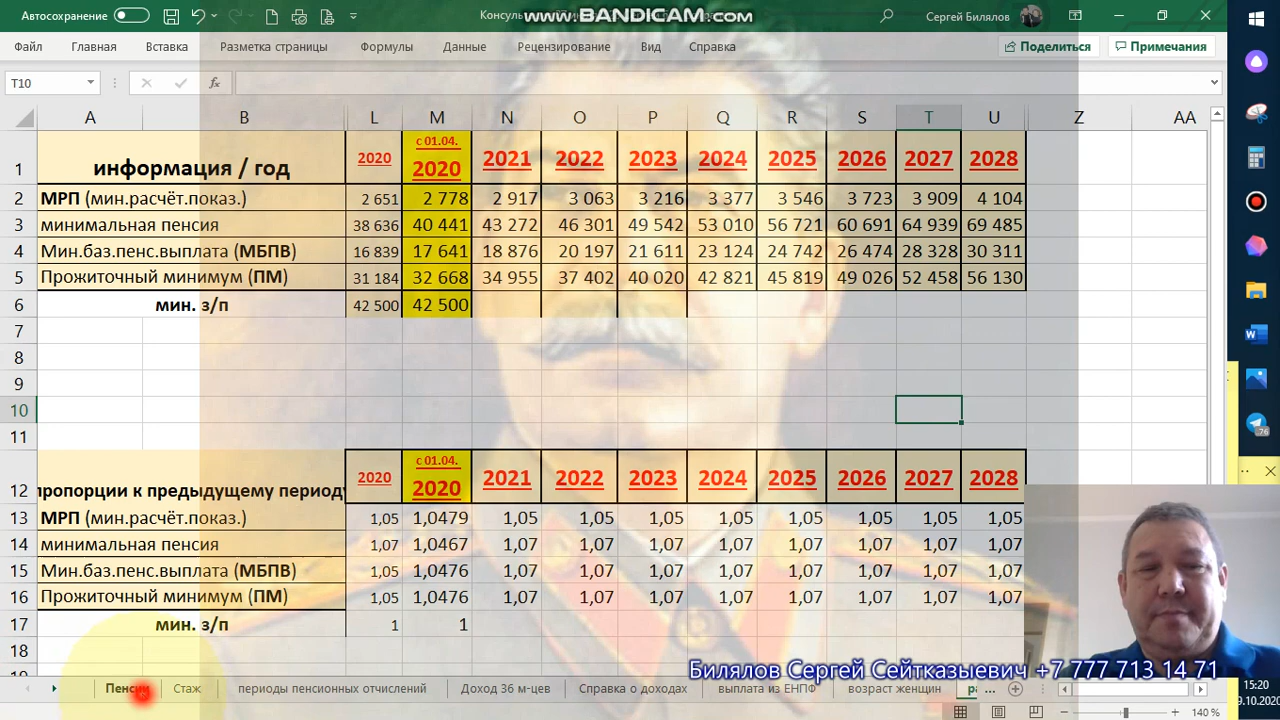 Автосохранение
Консуль
www.BANDICAM.com
Сергей Билялов
Файл Главная Вставка Разметка страницы Формулы Данные Рецензирование Вид Справка Поделиться Примечания
T10 fx
A B L M N O P Q R S T U Z AA
1 информация / год 2020 с 01.04. 2020 2021 2022 2023 2024 2025 2026 2027 2028
2 МРП (мин.расчёт.показ.) 2 651 2 778 2 917 3 063 3 216 3 377 3 546 3 723 3 909 4 104
3 минимальная пенсия 38 636 40 441 43 272 46 301 49 542 53 010 56 721 60 691 64 939 69 485
4 Мин.баз.пенс.выплата (МБПВ) 16 839 17 641 18 876 20 197 21 611 23 124 24 742 26 474 28 328 30 311
5 Прожиточный минимум (ПМ) 31 184 32 668 34 955 37 402 40 020 42 821 45 819 49 026 52 458 56 130
6 мин. з/п 42 500 42 500
7
8
9
10
11
12 пропорции к предыдущему периоду 2020 с 01.04. 2020 2021 2022 2023 2024 2025 2026 2027 2028
13 МРП (мин.расчёт.показ.) 1,05 1,0479 1,05 1,05 1,05 1,05 1,05 1,05 1,05 1,05
14 минимальная пенсия 1,07 1,0467 1,07 1,07 1,07 1,07 1,07 1,07 1,07 1,07
15 Мин.баз.пенс.выплата (МБПВ) 1,05 1,0476 1,07 1,07 1,07 1,07 1,07 1,07 1,07 1,07
16 Прожиточный минимум (ПМ) 1,05 1,0476 1,07 1,07 1,07 1,07 1,07 1,07 1,07 1,07
17 мин. з/п 1 1
18
Билялов Сергей Сейтказыевич +7 777 713 14 71
Пенсии Стаж периоды пенсионных отчислений Доход 36 м-цев Справка о доходах выплата из ЕНПФ возраст женщин ...
140 %
76
15:20
9.10.2020